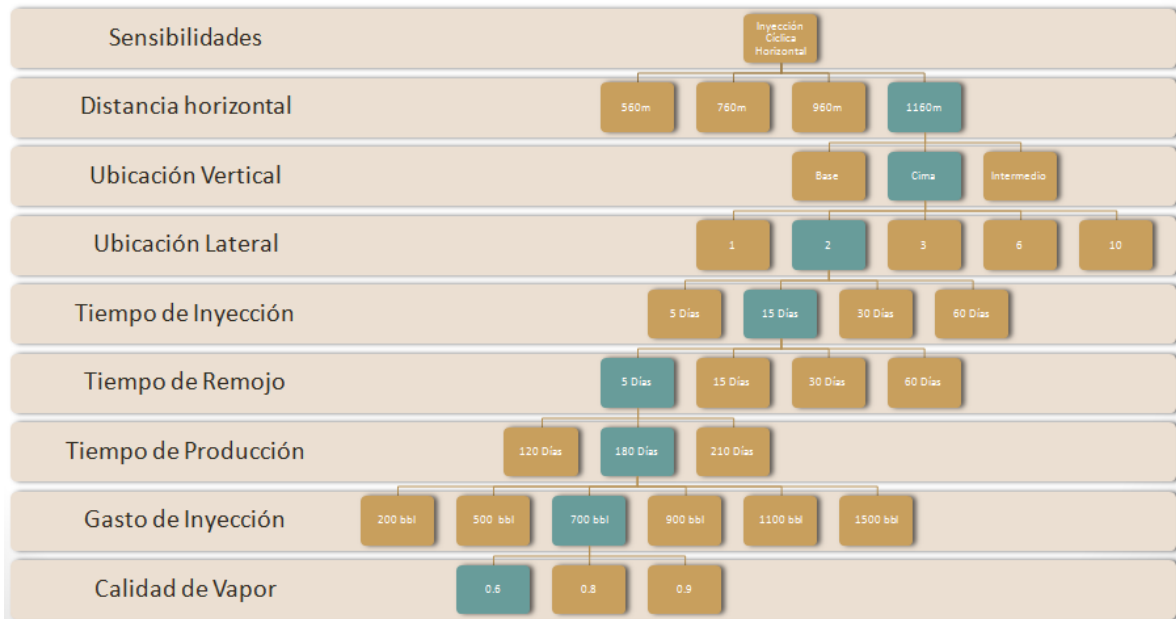 Sensibilidades
Inyección
Cíclica
Horizontal
Distancia horizontal
560m
760m
960m
1160m
Ubicación Vertical
Base
Cima
Intermedio
Ubicación Lateral
1
2
3
6
10
Tiempo de Inyección
5 Días
15 Días
30 Días
60 Días
Tiempo de Remojo
5 Días
15 Días
30 Días
60 Días
Tiempo de Producción
120 Días
180 Días
210 Días
Gasto de Inyección
200 bbl
500 bbl
700 bbl
900 bbl
1100 bbl
1500 bbl
Calidad de Vapor
0.6
0.8
0.9